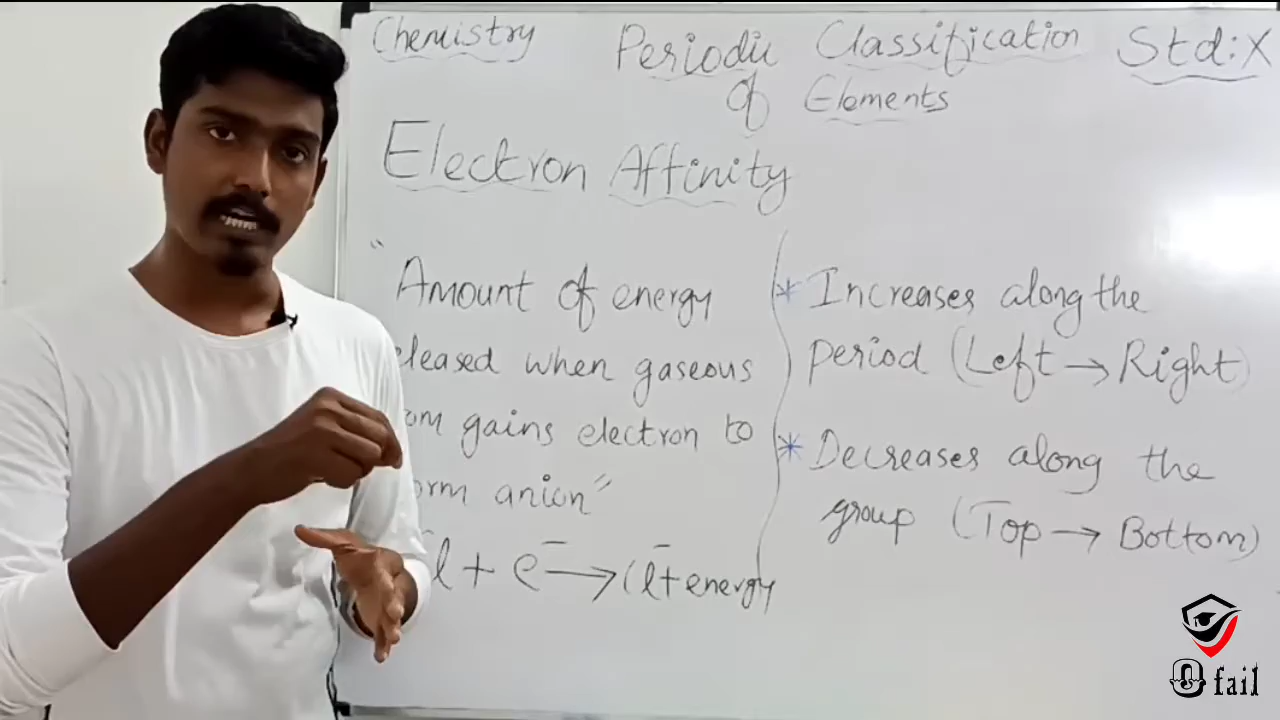 Chemistry
Periodic Classification Std:X
of Elements
Electron Affinity
"Amount of energy
eleased when gaseous
om gains electron to
orm anion"
l + e⁻ → Cl⁻ + energy
* Increases along the
period (Left → Right)
* Decreases along the
group (Top → Bottom)
0 fail